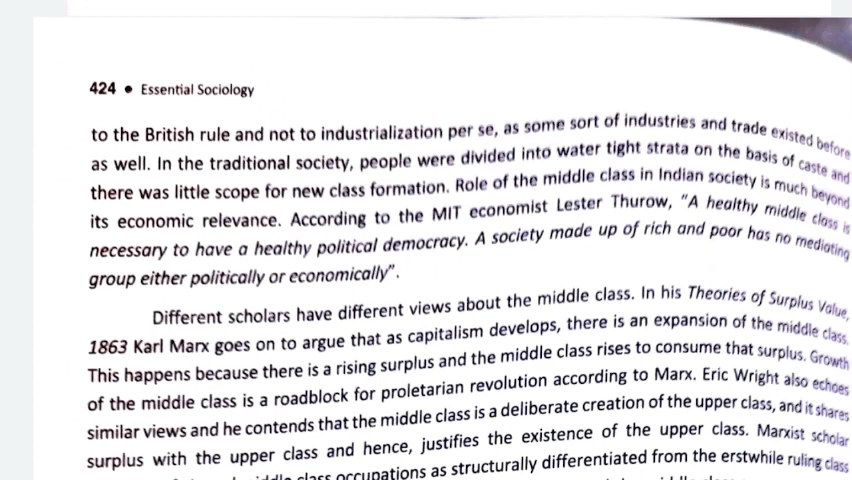 424 • Essential Sociology
to the British rule and not to industrialization per se, as some sort of industries and trade existed before
as well. In the traditional society, people were divided into water tight strata on the basis of caste and
there was little scope for new class formation. Role of the middle class in Indian society is much beyond
its economic relevance. According to the MIT economist Lester Thurow, "A healthy middle class is
necessary to have a healthy political democracy. A society made up of rich and poor has no mediating
group either politically or economically".
Different scholars have different views about the middle class. In his Theories of Surplus Value,
1863 Karl Marx goes on to argue that as capitalism develops, there is an expansion of the middle class.
This happens because there is a rising surplus and the middle class rises to consume that surplus. Growth
of the middle class is a roadblock for proletarian revolution according to Marx. Eric Wright also echoes
similar views and he contends that the middle class is a deliberate creation of the upper class, and it shares
surplus with the upper class and hence, justifies the existence of the upper class. Marxist scholar
class occupations as structurally differentiated from the erstwhile ruling class